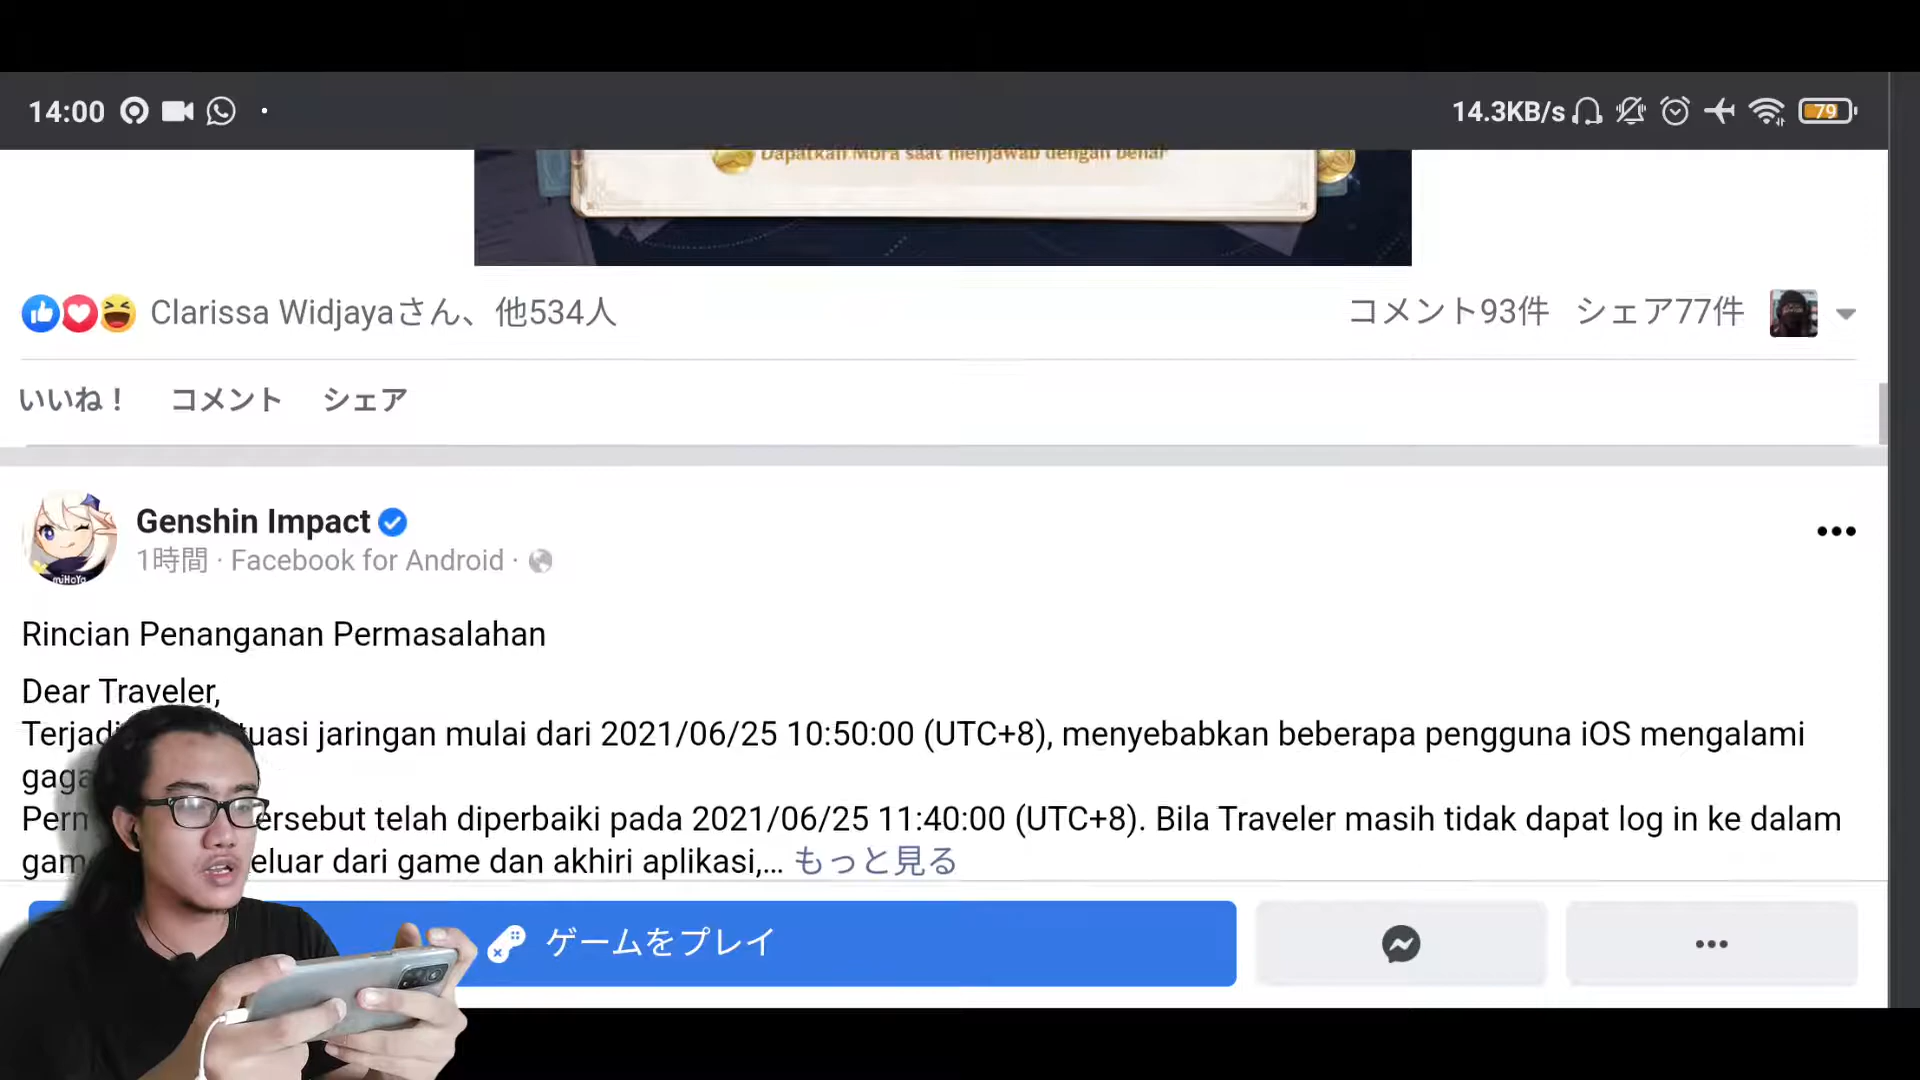 14:00
14.3KB/s
79
Dapatkan Mora saat menjawab dengan benar
Clarissa Widjayaさん、他534人
コメント93件 シェア77件
いいね！ コメント シェア
Genshin Impact
1時間 · Facebook for Android ·
miHoYo
Rincian Penanganan Permasalahan
Dear Traveler,
Terjadi uasi jaringan mulai dari 2021/06/25 10:50:00 (UTC+8), menyebabkan beberapa pengguna iOS mengalami
gaga
Perm ersebut telah diperbaiki pada 2021/06/25 11:40:00 (UTC+8). Bila Traveler masih tidak dapat log in ke dalam
gam eluar dari game dan akhiri aplikasi,... もっと見る
ゲームをプレイ